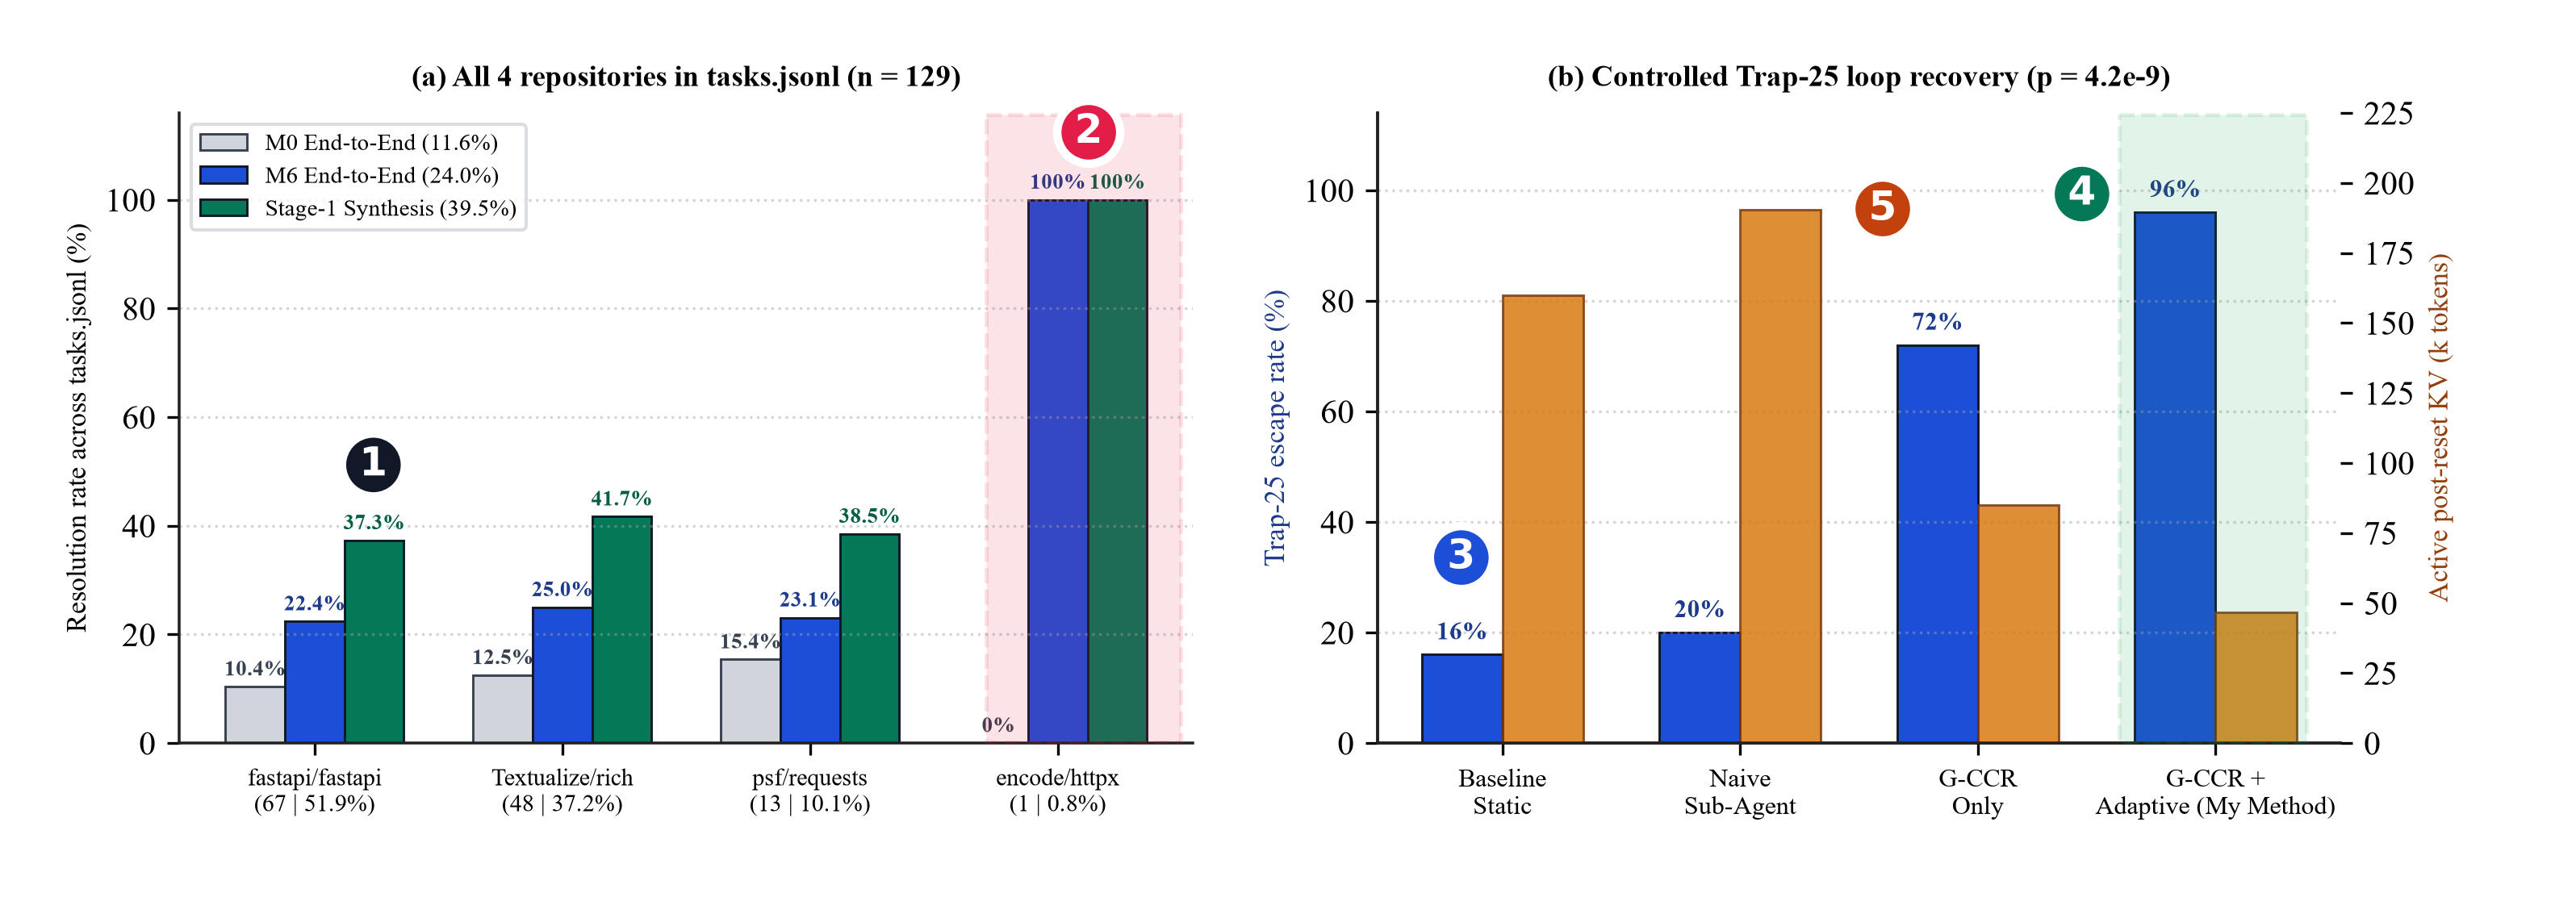 (a) All 4 repositories in tasks.jsonl (n = 129)
Resolution rate across tasks.jsonl (%)
100
80
60
40
20
0
M0 End-to-End (11.6%)
M6 End-to-End (24.0%)
Stage-1 Synthesis (39.5%)
1
2
10.4%
22.4%
37.3%
12.5%
25.0%
41.7%
15.4%
23.1%
38.5%
0%
100%
100%
fastapi/fastapi
(67 | 51.9%)
Textualize/rich
(48 | 37.2%)
psf/requests
(13 | 10.1%)
encode/httpx
(1 | 0.8%)
(b) Controlled Trap-25 loop recovery (p = 4.2e-9)
Trap-25 escape rate (%)
100
80
60
40
20
0
3
16%
20%
72%
5
4
96%
Baseline
Static
Naive
Sub-Agent
G-CCR
Only
G-CCR +
Adaptive (My Method)
225
200
175
150
125
100
75
50
25
0
Active post-reset KV (k tokens)